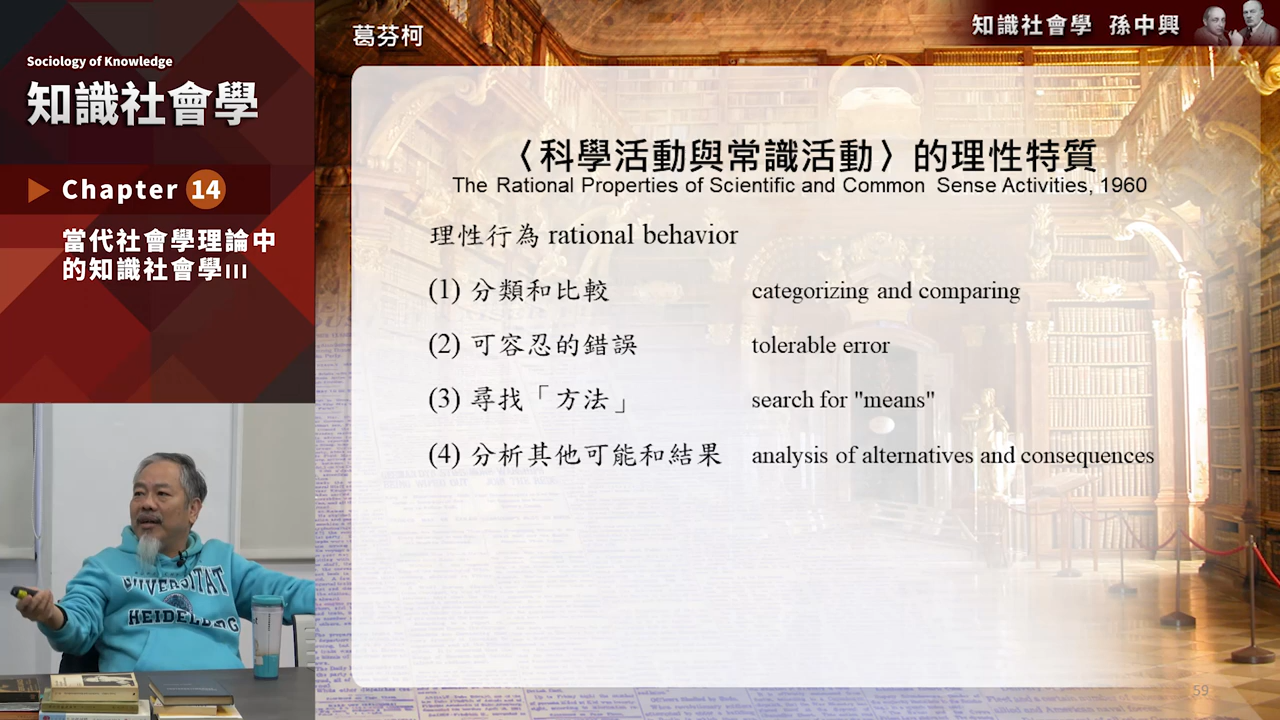 Sociology of Knowledge
知識社會學
Chapter 14
當代社會學理論中
的知識社會學III
葛芬柯
知識社會學 孫中興
〈科學活動與常識活動〉的理性特質
The Rational Properties of Scientific and Common Sense Activities, 1960
理性行為 rational behavior
(1) 分類和比較 categorizing and comparing
(2) 可容忍的錯誤 tolerable error
(3) 尋找「方法」 search for "means"
(4) 分析其他可能和結果 analysis of alternatives and consequences
UNIVERSITAT
HEIDELBERG
59